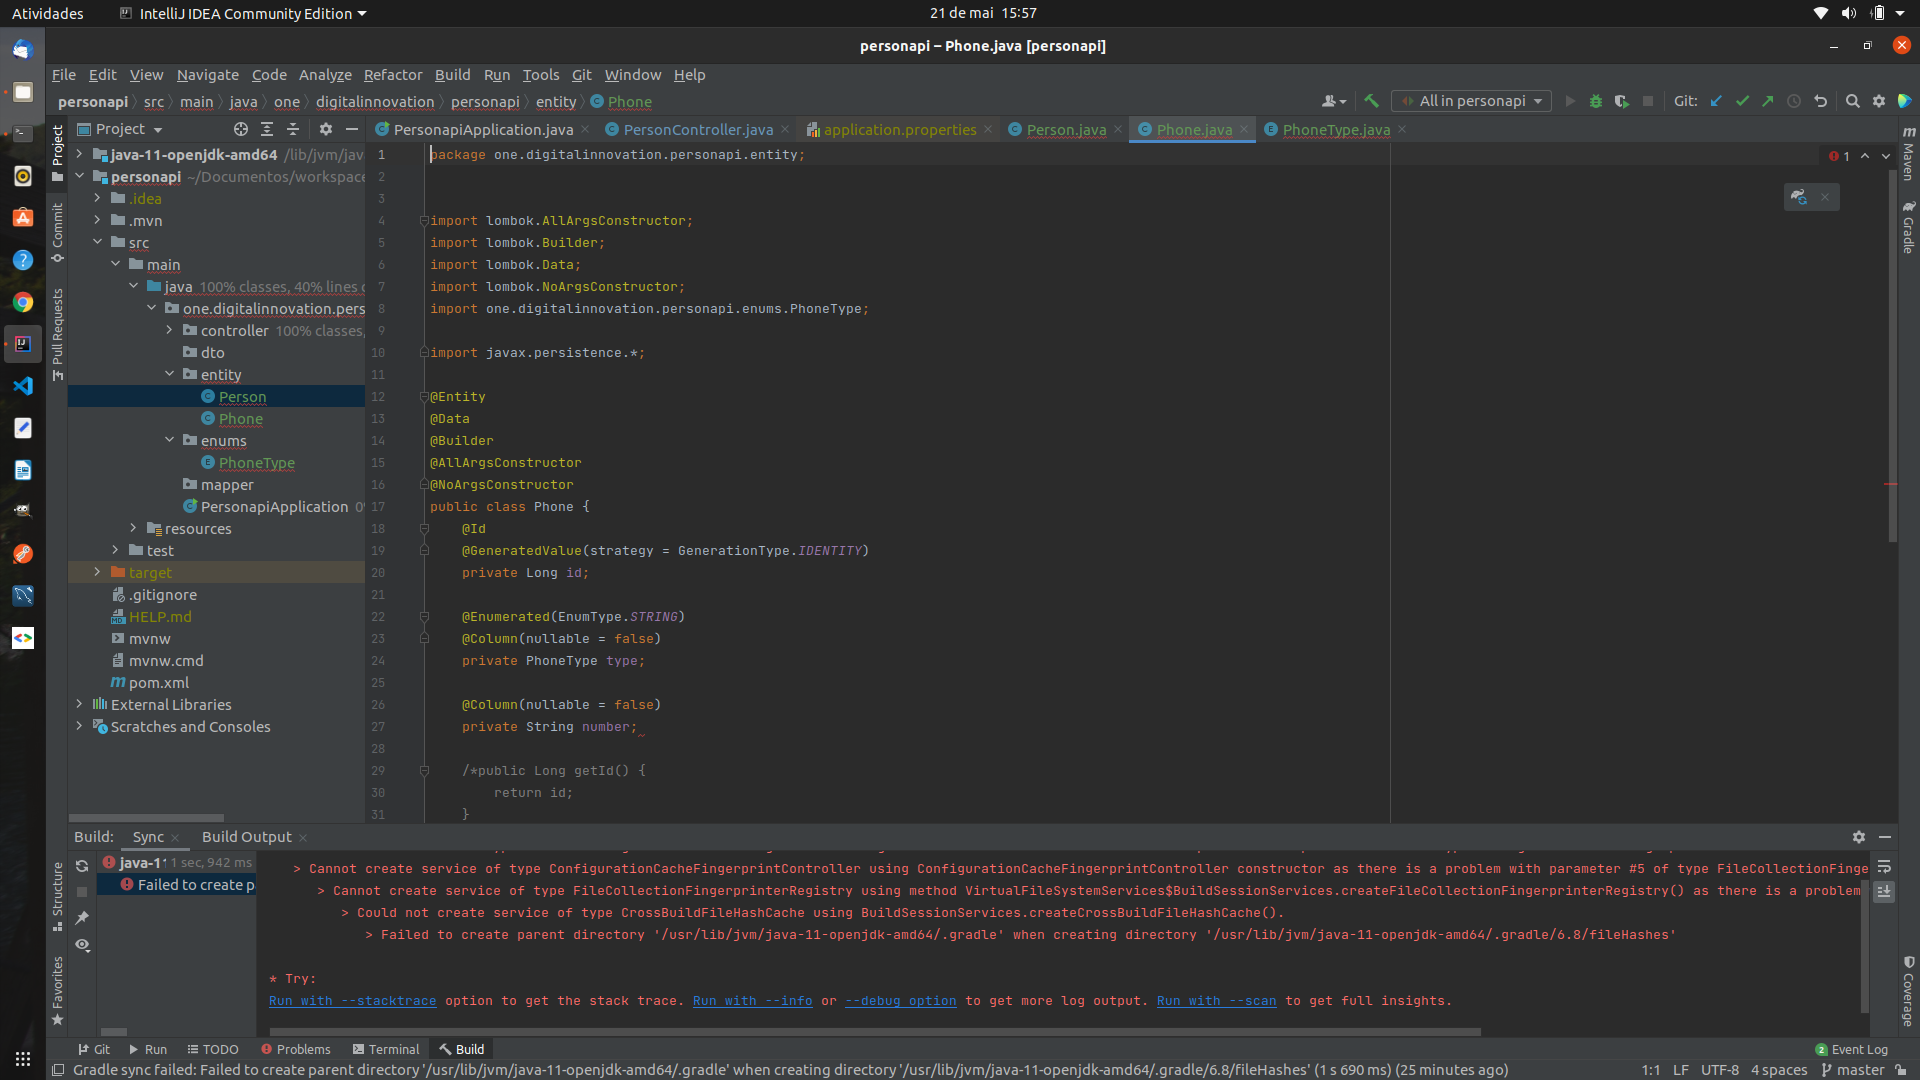 Atividades
IntelliJ IDEA Community Edition
21 de mai 15:57
personapi – Phone.java [personapi]
File Edit View Navigate Code Analyze Refactor Build Run Tools Git Window Help
personapi src main java one digitalinnovation personapi entity Phone
All in personapi
Git:
Project
PersonapiApplication.java PersonController.java application.properties Person.java Phone.java PhoneType.java
java-11-openjdk-amd64 /lib/jvm/jav
personapi ~/Documentos/workspace
.idea
.mvn
src
main
java 100% classes, 40% lines c
one.digitalinnovation.pers
controller 100% classes,
dto
entity
Person
Phone
enums
PhoneType
mapper
PersonapiApplication 0%
resources
test
target
.gitignore
HELP.md
mvnw
mvnw.cmd
pom.xml
External Libraries
Scratches and Consoles
Project
Commit
Pull Requests
Structure
Favorites
1 package one.digitalinnovation.personapi.entity;
2
3
4 import lombok.AllArgsConstructor;
5 import lombok.Builder;
6 import lombok.Data;
7 import lombok.NoArgsConstructor;
8 import one.digitalinnovation.personapi.enums.PhoneType;
9
10 import javax.persistence.*;
11
12 @Entity
13 @Data
14 @Builder
15 @AllArgsConstructor
16 @NoArgsConstructor
17 public class Phone {
18 @Id
19 @GeneratedValue(strategy = GenerationType.IDENTITY)
20 private Long id;
21
22 @Enumerated(EnumType.STRING)
23 @Column(nullable = false)
24 private PhoneType type;
25
26 @Column(nullable = false)
27 private String number;
28
29 /*public Long getId() {
30 return id;
31 }
1
Maven
Gradle
Coverage
Build: Sync Build Output
java-11 1 sec, 942 ms
Failed to create pa
> Cannot create service of type ConfigurationCacheFingerprintController using ConfigurationCacheFingerprintController constructor as there is a problem with parameter #5 of type FileCollectionFinge
> Cannot create service of type FileCollectionFingerprinterRegistry using method VirtualFileSystemServices$BuildSessionServices.createFileCollectionFingerprinterRegistry() as there is a problem
> Could not create service of type CrossBuildFileHashCache using BuildSessionServices.createCrossBuildFileHashCache().
> Failed to create parent directory '/usr/lib/jvm/java-11-openjdk-amd64/.gradle' when creating directory '/usr/lib/jvm/java-11-openjdk-amd64/.gradle/6.8/fileHashes'
* Try:
Run with --stacktrace option to get the stack trace. Run with --info or --debug option to get more log output. Run with --scan to get full insights.
Git Run TODO Problems Terminal Build
2 Event Log
Gradle sync failed: Failed to create parent directory '/usr/lib/jvm/java-11-openjdk-amd64/.gradle' when creating directory '/usr/lib/jvm/java-11-openjdk-amd64/.gradle/6.8/fileHashes' (1 s 690 ms) (25 minutes ago)
1:1 LF UTF-8 4 spaces master